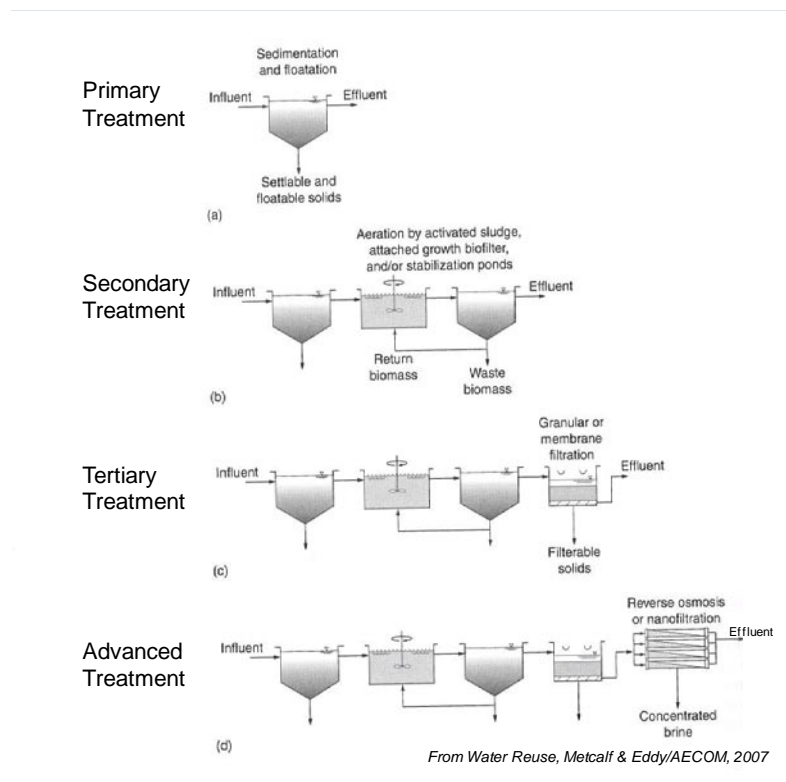 Primary
Treatment
Sedimentation
and floatation
Influent
Effluent
Settlable and
floatable solids
(a)
Secondary
Treatment
Aeration by activated sludge,
attached growth biofilter,
and/or stabilization ponds
Influent
Effluent
Return
biomass
Waste
biomass
(b)
Tertiary
Treatment
Granular or
membrane
filtration
Influent
Effluent
Filterable
solids
(c)
Advanced
Treatment
Reverse osmosis
or nanofiltration
Influent
Effluent
Concentrated
brine
(d)
From Water Reuse, Metcalf & Eddy/AECOM, 2007